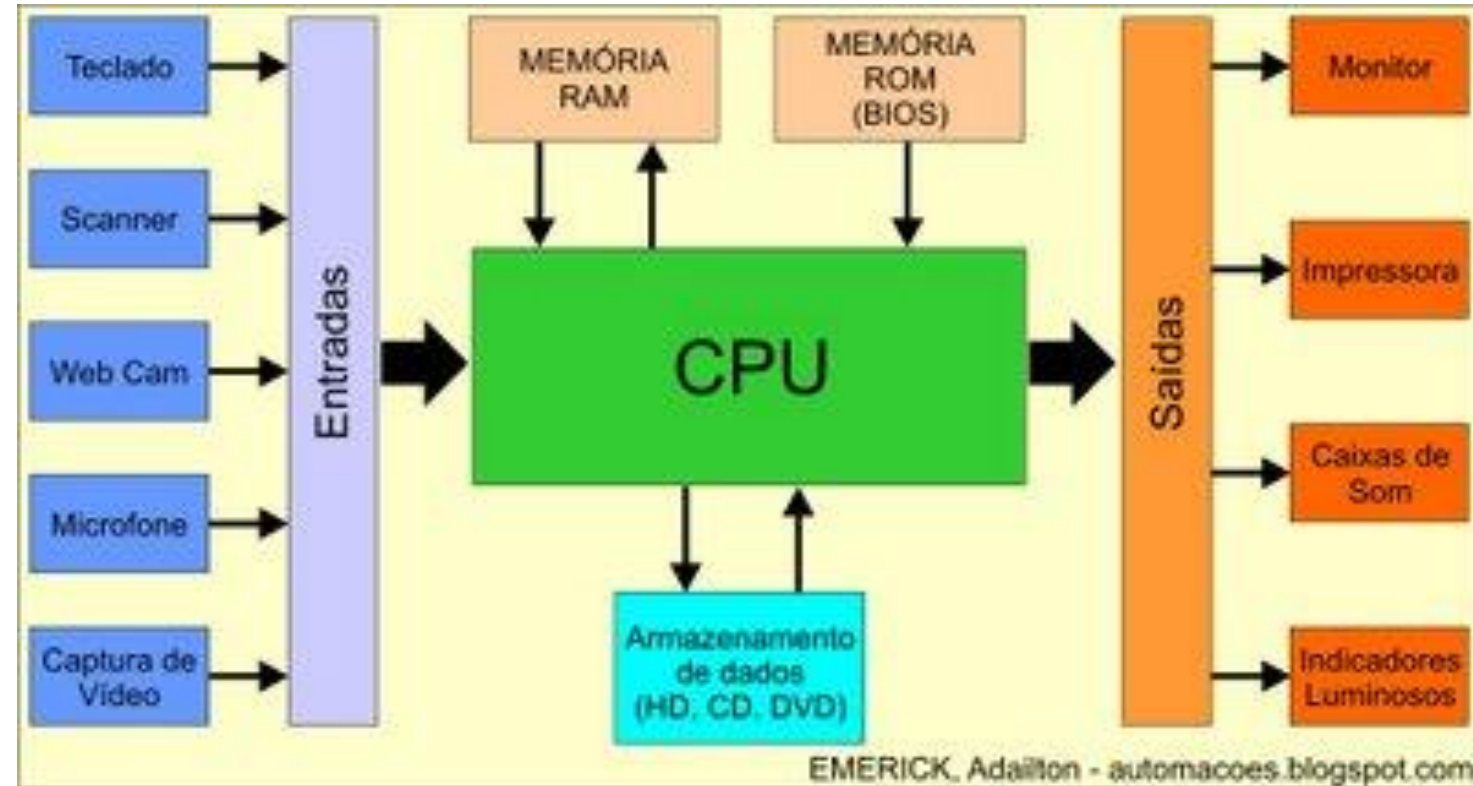 Teclado
Scanner
Web Cam
Microfone
Captura de
Vídeo
Entradas
MEMÓRIA
RAM
MEMÓRIA
ROM
(BIOS)
CPU
Armazenamento
de dados
(HD, CD, DVD)
Saídas
Monitor
Impressora
Caixas de
Som
Indicadores
Luminosos
EMERICK, Adailton - automacoes.blogspot.com